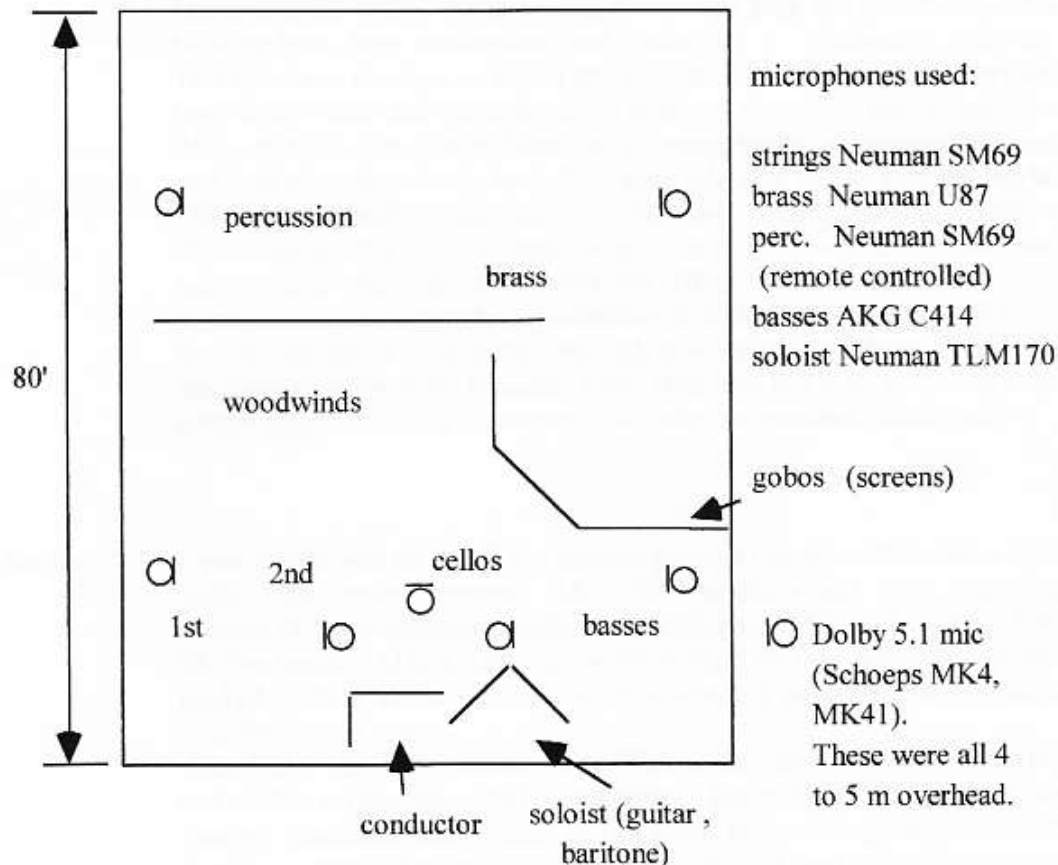 microphones used:
strings Neuman SM69
brass Neuman U87
perc. Neuman SM69
(remote controlled)
basses AKG C414
soloist Neuman TLM170
percussion
brass
80'
woodwinds
gobos (screens)
2nd
cellos
1st
basses
Dolby 5.1 mic
(Schoeps MK4,
MK41).
These were all 4
to 5 m overhead.
conductor
soloist (guitar ,
baritone)